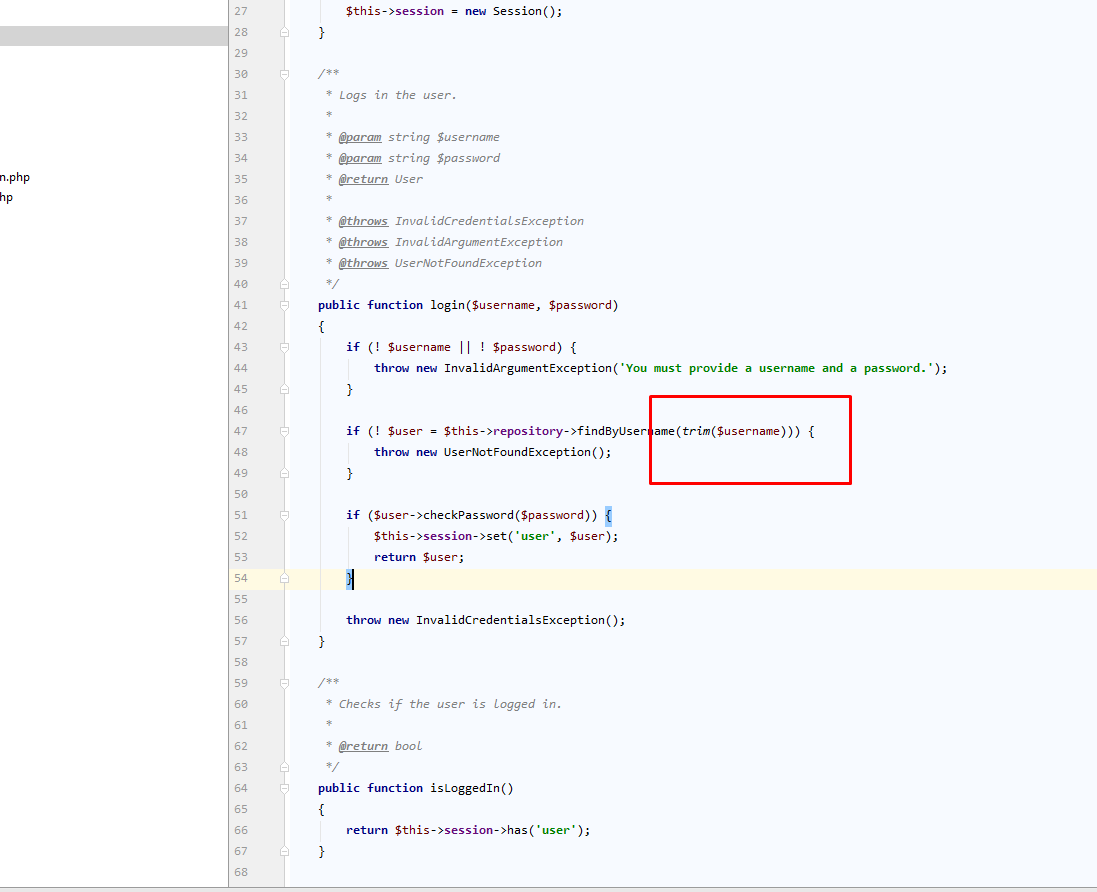 27 $this->session = new Session();
28 }
29
30 /**
31 * Logs in the user.
32 *
33 * @param string $username
34 * @param string $password
35 * @return User
36 *
37 * @throws InvalidCredentialsException
38 * @throws InvalidArgumentException
39 * @throws UserNotFoundException
40 */
41 public function login($username, $password)
42 {
43 if (! $username || ! $password) {
44 throw new InvalidArgumentException('You must provide a username and a password.');
45 }
46
47 if (! $user = $this->repository->findByUsername(trim($username))) {
48 throw new UserNotFoundException();
49 }
50
51 if ($user->checkPassword($password)) {
52 $this->session->set('user', $user);
53 return $user;
54 }
55
56 throw new InvalidCredentialsException();
57 }
58
59 /**
60 * Checks if the user is logged in.
61 *
62 * @return bool
63 */
64 public function isLoggedIn()
65 {
66 return $this->session->has('user');
67 }
68
n.php
hp